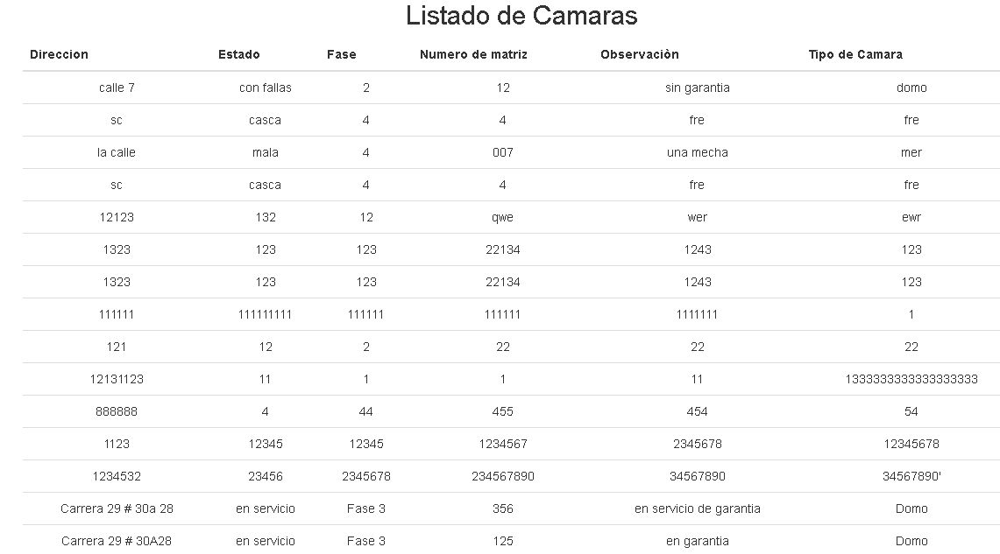 Listado de Camaras
Direccion Estado Fase Numero de matriz Observaciòn Tipo de Camara
calle 7 con fallas 2 12 sin garantia domo
sc casca 4 4 fre fre
la calle mala 4 007 una mecha mer
sc casca 4 4 fre fre
12123 132 12 qwe wer ewr
1323 123 123 22134 1243 123
1323 123 123 22134 1243 123
111111 111111111 111111 111111 1111111 1
121 12 2 22 22 22
12131123 11 1 1 11 1333333333333333333
888888 4 44 455 454 54
1123 12345 12345 1234567 2345678 12345678
1234532 23456 2345678 234567890 34567890 34567890'
Carrera 29 # 30a 28 en servicio Fase 3 356 en servicio de garantia Domo
Carrera 29 # 30A28 en servicio Fase 3 125 en garantia Domo